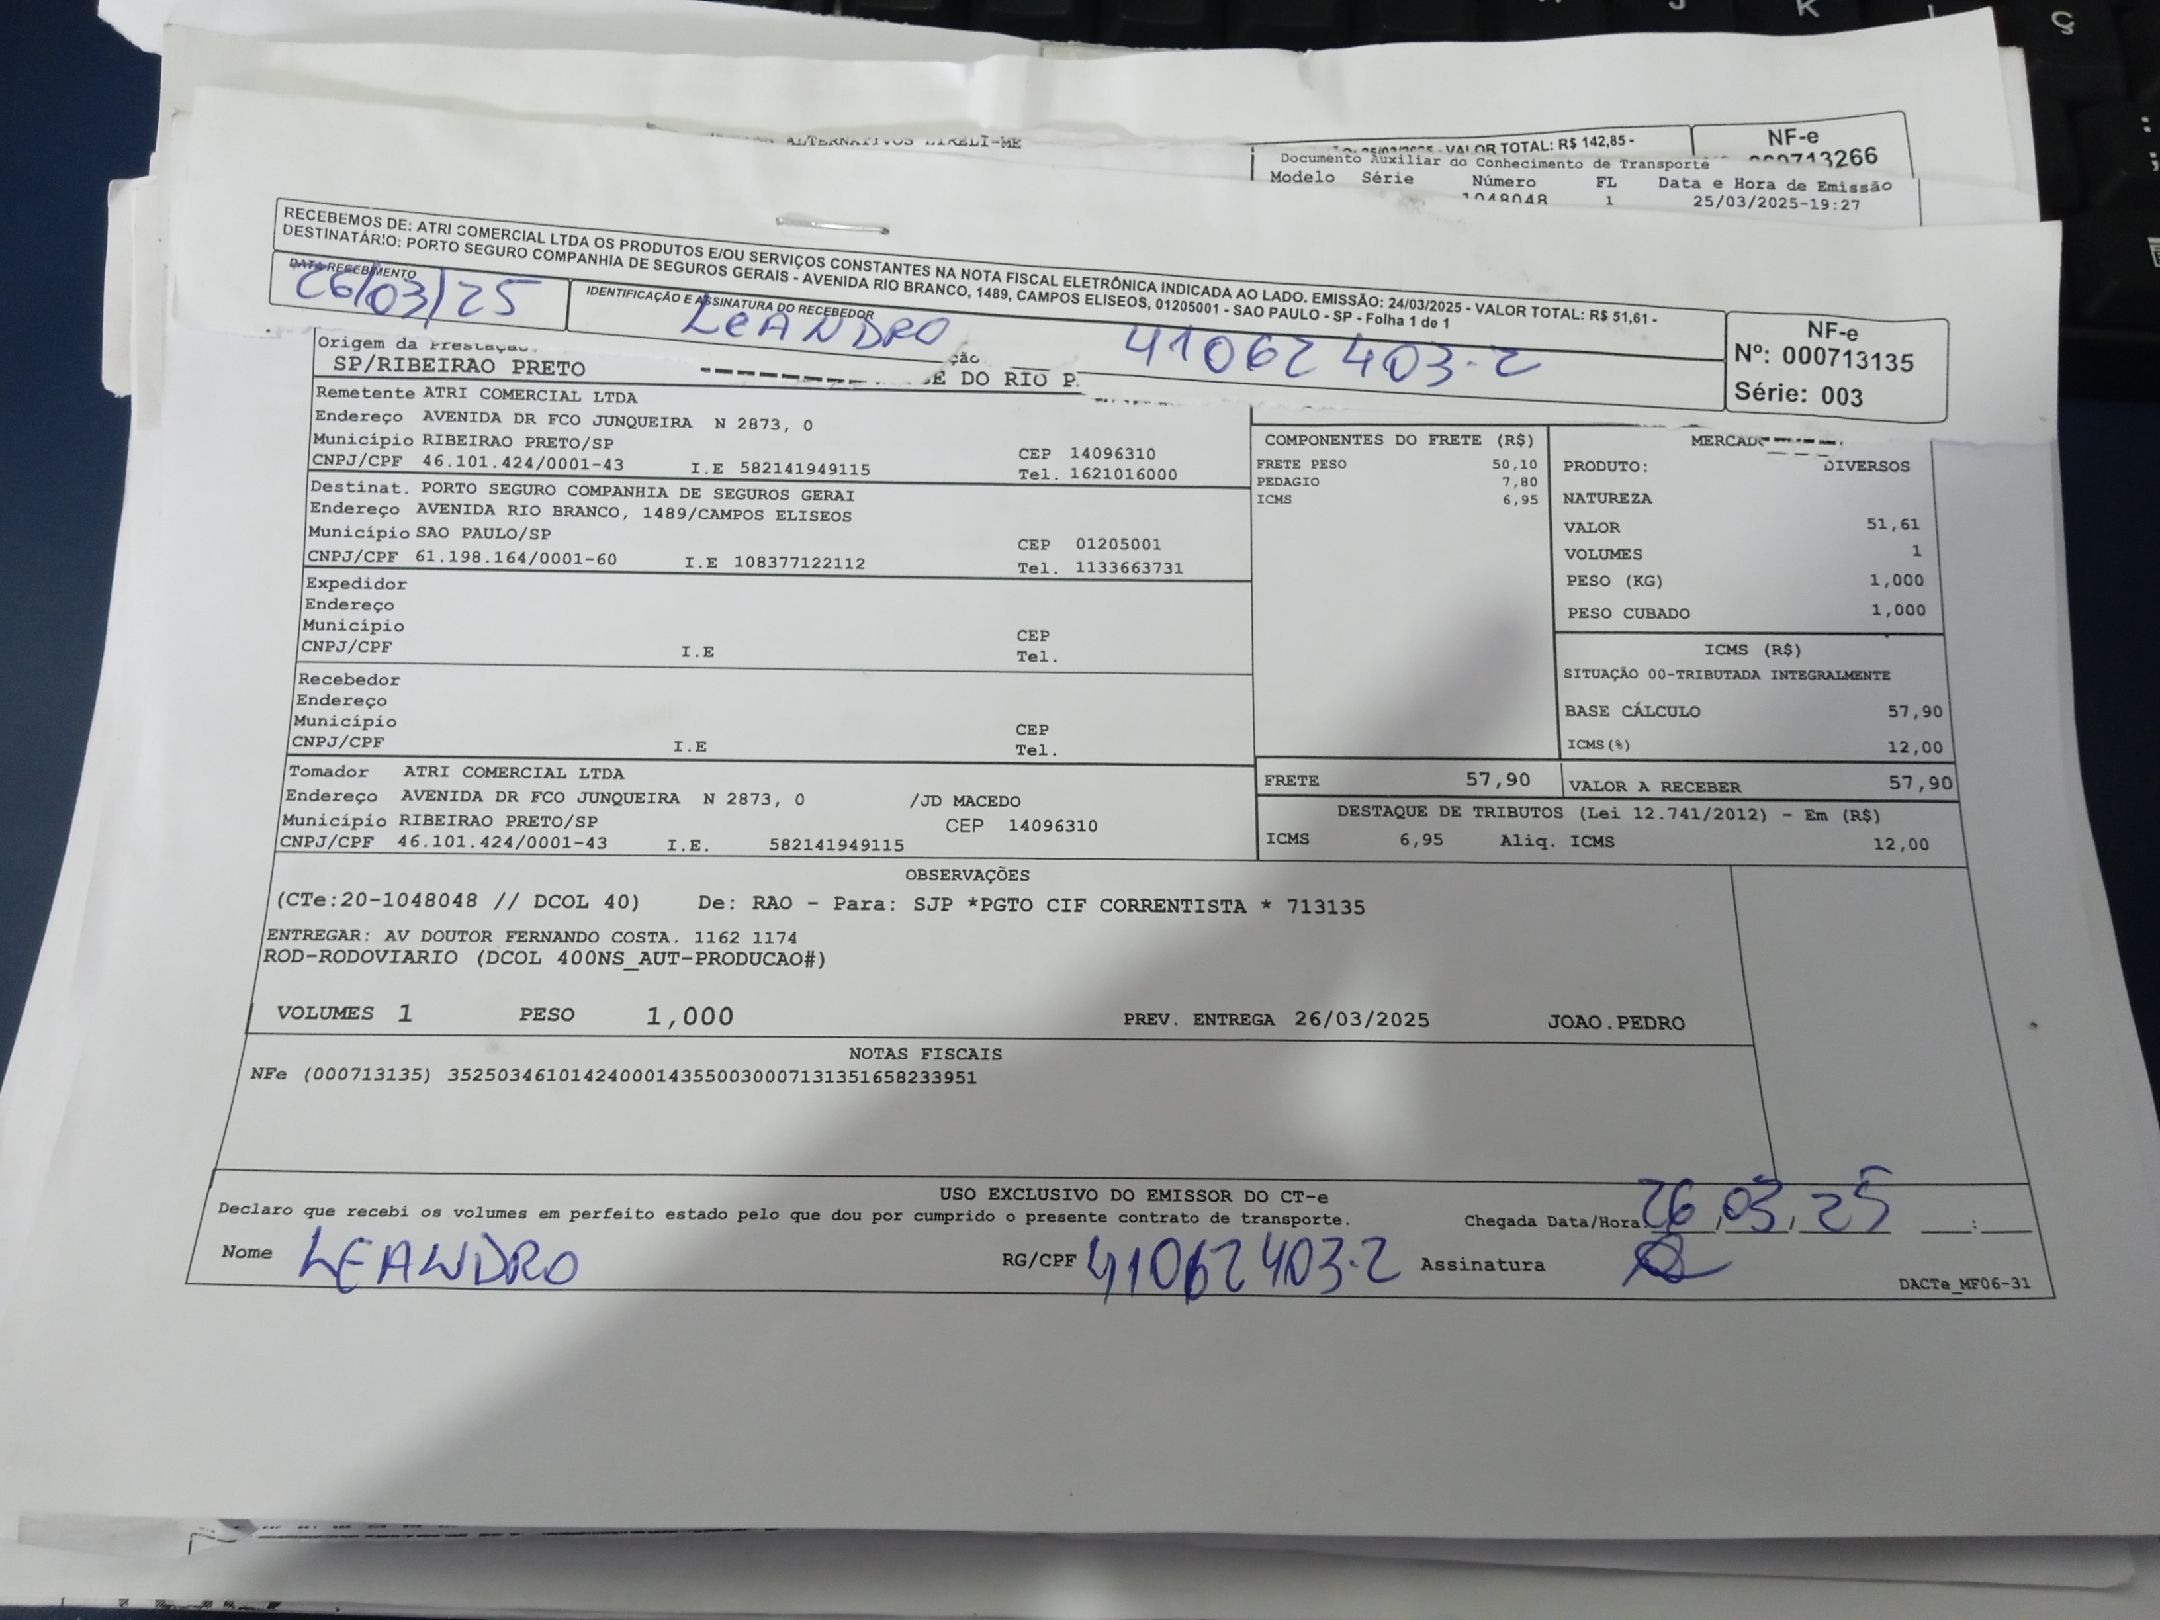 NF-e
VALOR TOTAL: R$ 142,85 -
Documento Auxiliar do Conhecimento de Transporte
Modelo Série Número FL Data e Hora de Emissão
1048048 1 25/03/2025-19:27
RECEBEMOS DE: ATRI COMERCIAL LTDA OS PRODUTOS E/OU SERVIÇOS CONSTANTES NA NOTA FISCAL ELETRÔNICA INDICADA AO LADO. EMISSÃO: 24/03/2025 - VALOR TOTAL: R$ 51,61 -
DESTINATÁRIO: PORTO SEGURO COMPANHIA DE SEGUROS GERAIS - AVENIDA RIO BRANCO, 1489, CAMPOS ELISEOS, 01205001 - SAO PAULO - SP - Folha 1 de 1
DATA RECEBIMENTO
26/03/25
IDENTIFICAÇÃO E ASSINATURA DO RECEBEDOR
LEANDRO 41062403-2
NF-e
Nº: 000713135
Série: 003
Origem da
SP/RIBEIRAO PRETO DO RIO P
Remetente ATRI COMERCIAL LTDA
Endereço AVENIDA DR FCO JUNQUEIRA N 2873, 0
Município RIBEIRAO PRETO/SP CEP 14096310
CNPJ/CPF 46.101.424/0001-43 I.E 582141949115 Tel. 1621016000
Destinat. PORTO SEGURO COMPANHIA DE SEGUROS GERAI
Endereço AVENIDA RIO BRANCO, 1489/CAMPOS ELISEOS
Município SAO PAULO/SP CEP 01205001
CNPJ/CPF 61.198.164/0001-60 I.E 108377122112 Tel. 1133663731
Expedidor
Endereço
Município CEP
CNPJ/CPF I.E Tel.
Recebedor
Endereço
Município CEP
CNPJ/CPF I.E Tel.
Tomador ATRI COMERCIAL LTDA
Endereço AVENIDA DR FCO JUNQUEIRA N 2873, 0 /JD MACEDO
Município RIBEIRAO PRETO/SP CEP 14096310
CNPJ/CPF 46.101.424/0001-43 I.E. 582141949115
COMPONENTES DO FRETE (R$)
FRETE PESO 50,10
PEDAGIO 7,80
ICMS 6,95
PRODUTO: DIVERSOS
NATUREZA
VALOR 51,61
VOLUMES 1
PESO (KG) 1,000
PESO CUBADO 1,000
ICMS (R$)
SITUAÇÃO 00-TRIBUTADA INTEGRALMENTE
BASE CÁLCULO 57,90
ICMS(%) 12,00
FRETE 57,90 VALOR A RECEBER 57,90
DESTAQUE DE TRIBUTOS (Lei 12.741/2012) - Em (R$)
ICMS 6,95 Aliq. ICMS 12,00
OBSERVAÇÕES
(CTe:20-1048048 // DCOL 40) De: RAO - Para: SJP *PGTO CIF CORRENTISTA * 713135
ENTREGAR: AV DOUTOR FERNANDO COSTA. 1162 1174
ROD-RODOVIARIO (DCOL 400NS_AUT-PRODUCAO#)
VOLUMES 1 PESO 1,000 PREV. ENTREGA 26/03/2025 JOAO.PEDRO
NOTAS FISCAIS
NFe (000713135) 35250346101424000143550030007131351658233951
USO EXCLUSIVO DO EMISSOR DO CT-e
Declaro que recebi os volumes em perfeito estado pelo que dou por cumprido o presente contrato de transporte. Chegada Data/Hora 26/03/25 __:__
Nome LEANDRO RG/CPF 41062403-2 Assinatura
DACTe_MF06-31